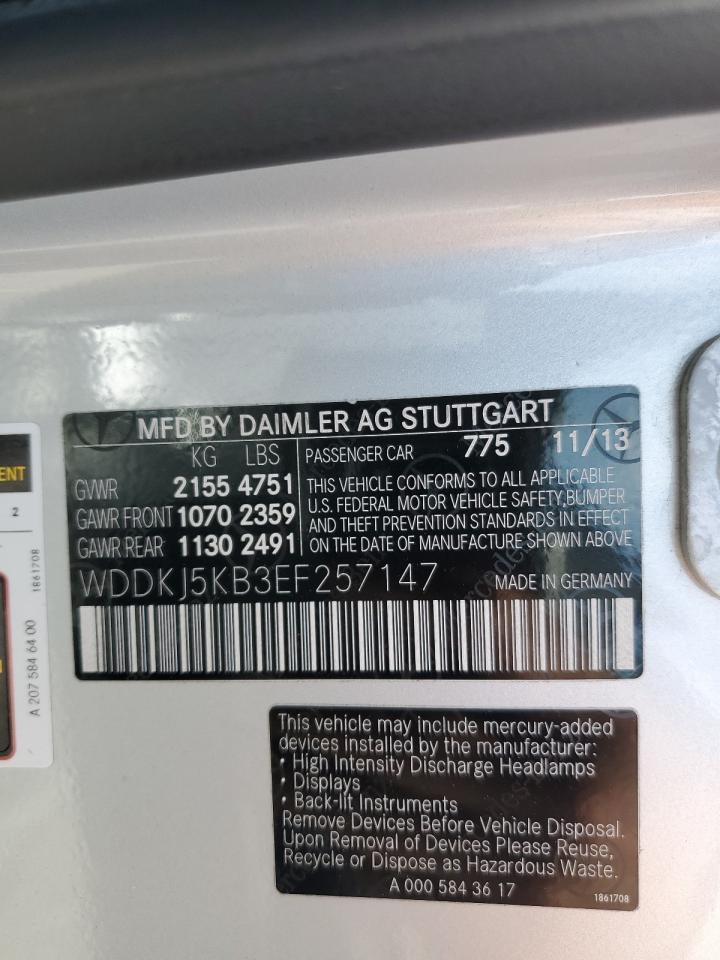 MFD BY DAIMLER AG STUTTGART
KG LBS
GVWR 2155 4751
GAWR FRONT 1070 2359
GAWR REAR 1130 2491
PASSENGER CAR 775 11/13
THIS VEHICLE CONFORMS TO ALL APPLICABLE
U.S. FEDERAL MOTOR VEHICLE SAFETY,BUMPER
AND THEFT PREVENTION STANDARDS IN EFFECT
ON DATE OF MANUFACTURE SHOWN ABOVE
WDDKJ5KB3EF257147 MADE IN GERMANY
ENT
2
1861708
A 207 584 64 00
This vehicle may include mercury-added
devices installed by the manufacturer:
· High Intensity Discharge Headlamps
· Displays
· Back-lit Instruments
Remove Devices Before Vehicle Disposal.
Upon Removal of Devices Please Reuse,
Recycle or Dispose as Hazardous Waste.
A 000 584 36 17
1861708